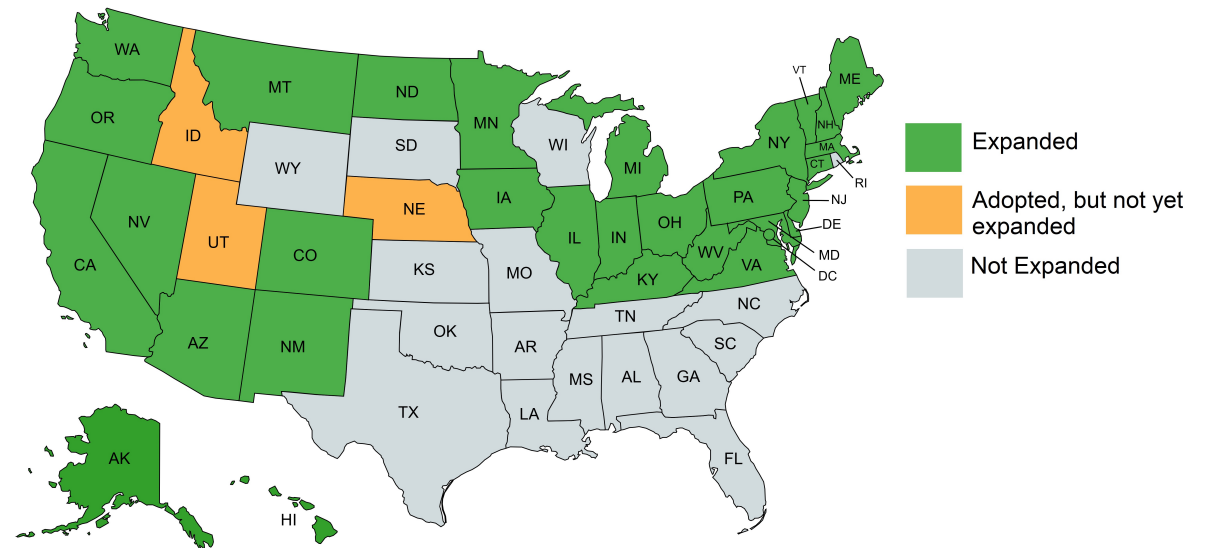 WA
MT
ND
MN
VT
ME
OR
ID
SD
WI
NY
NH
MA
CT
RI
WY
MI
NE
IA
PA
NJ
NV
UT
CO
IL
IN
OH
DE
CA
KS
MO
WV
VA
MD
KY
DC
AZ
NM
OK
AR
TN
NC
SC
MS
AL
GA
TX
LA
FL
AK
HI
Expanded
Adopted, but not yet
expanded
Not Expanded